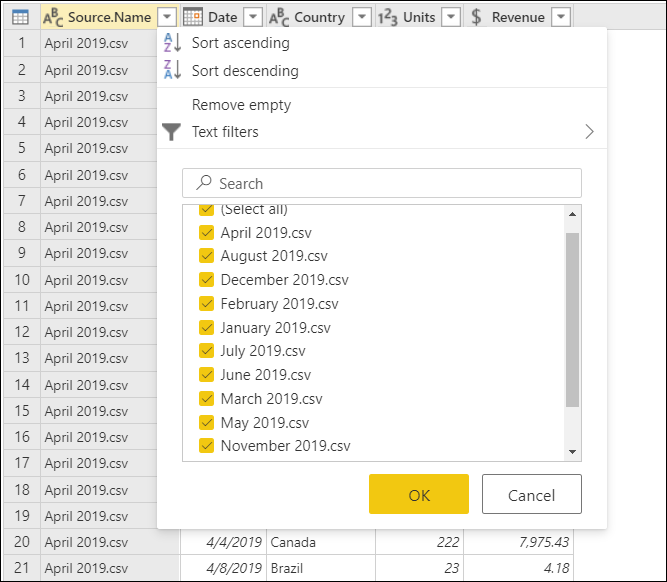 ABC Source.Name Date ABC Country 123 Units $ Revenue
1 April 2019.csv
2 April 2019.csv
3 April 2019.csv
4 April 2019.csv
5 April 2019.csv
6 April 2019.csv
7 April 2019.csv
8 April 2019.csv
9 April 2019.csv
10 April 2019.csv
11 April 2019.csv
12 April 2019.csv
13 April 2019.csv
14 April 2019.csv
15 April 2019.csv
16 April 2019.csv
17 April 2019.csv
18 April 2019.csv
19 April 2019.csv
20 April 2019.csv 4/4/2019 Canada 222 7,975.43
21 April 2019.csv 4/8/2019 Brazil 23 4.18
AZ Sort ascending
ZA Sort descending
Remove empty
Text filters
Search
(Select all)
April 2019.csv
August 2019.csv
December 2019.csv
February 2019.csv
January 2019.csv
July 2019.csv
June 2019.csv
March 2019.csv
May 2019.csv
November 2019.csv
OK Cancel